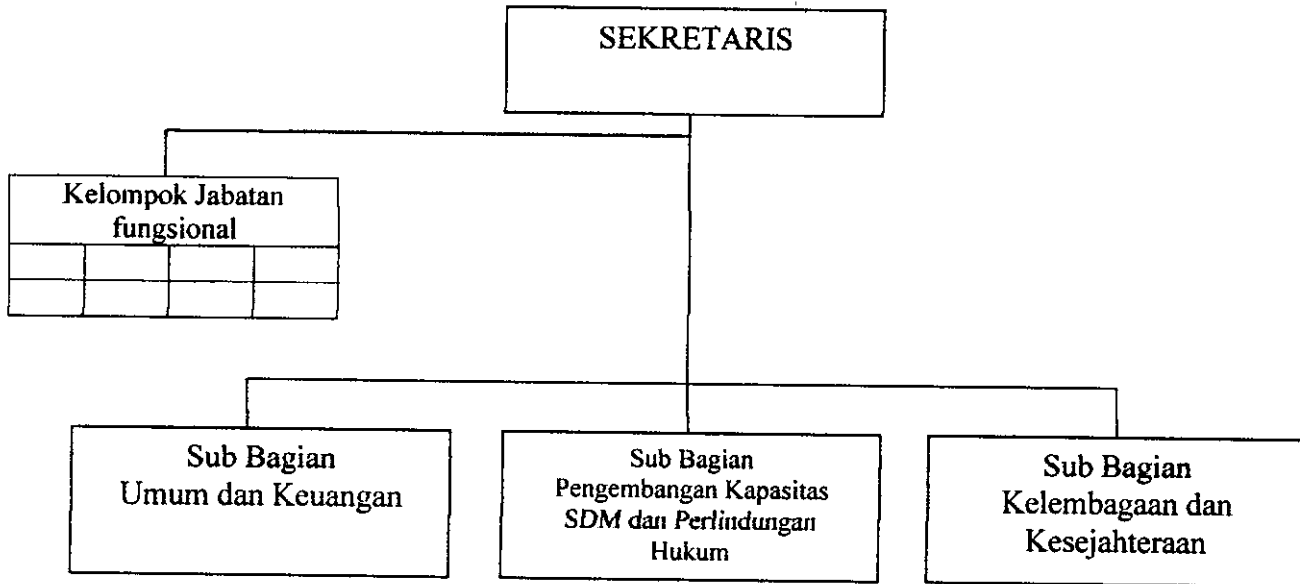 SEKRETARIS
Kelompok Jabatan
fungsional
Sub Bagian
Umum dan Keuangan
Sub Bagian
Pengembangan Kapasitas
SDM dan Perlindungan
Hukum
Sub Bagian
Kelembagaan dan
Kesejahteraan